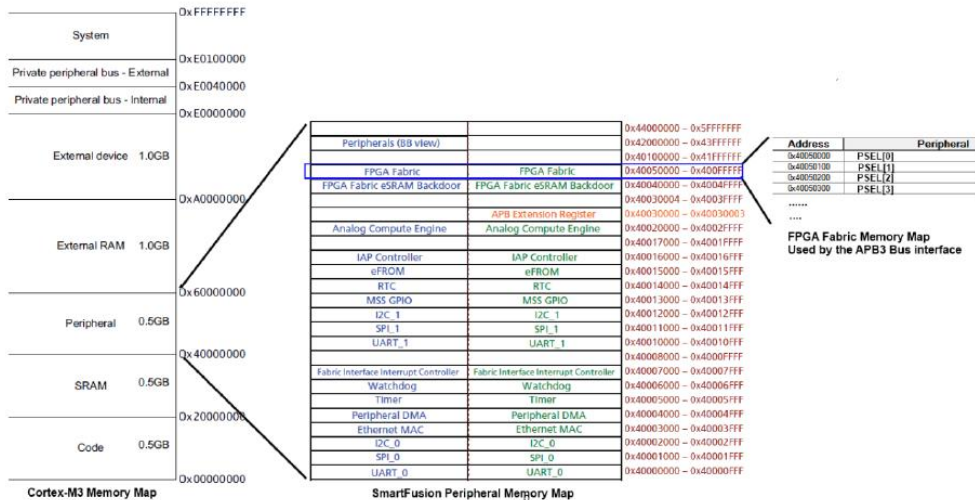 0xFFFFFFFF
System
0xE0100000
Private peripheral bus - External
0xE0040000
Private peripheral bus - Internal
0xE0000000
External device 1.0GB
0xA0000000
External RAM 1.0GB
0x60000000
Peripheral 0.5GB
0x40000000
SRAM 0.5GB
0x20000000
Code 0.5GB
0x00000000
Cortex-M3 Memory Map
0x44000000 – 0x5FFFFFFF
Peripherals (BB view) 0x42000000 – 0x43FFFFFF
0x40100000 – 0x41FFFFFF
FPGA Fabric FPGA Fabric 0x40050000 – 0x400FFFFF
FPGA Fabric eSRAM Backdoor FPGA Fabric eSRAM Backdoor 0x40040000 – 0x4004FFFF
0x40030004 – 0x4003FFFF
APB Extension Register 0x40030000 – 0x40030003
Analog Compute Engine Analog Compute Engine 0x40020000 – 0x4002FFFF
0x40017000 – 0x4001FFFF
IAP Controller IAP Controller 0x40016000 – 0x40016FFF
eFROM eFROM 0x40015000 – 0x40015FFF
RTC RTC 0x40014000 – 0x40014FFF
MSS GPIO MSS GPIO 0x40013000 – 0x40013FFF
I2C_1 I2C_1 0x40012000 – 0x40012FFF
SPI_1 SPI_1 0x40011000 – 0x40011FFF
UART_1 UART_1 0x40010000 – 0x40010FFF
0x40008000 – 0x4000FFFF
Fabric Interface Interrupt Controller Fabric Interface Interrupt Controller 0x40007000 – 0x40007FFF
Watchdog Watchdog 0x40006000 – 0x40006FFF
Timer Timer 0x40005000 – 0x40005FFF
Peripheral DMA Peripheral DMA 0x40004000 – 0x40004FFF
Ethernet MAC Ethernet MAC 0x40003000 – 0x40003FFF
I2C_0 I2C_0 0x40002000 – 0x40002FFF
SPI_0 SPI_0 0x40001000 – 0x40001FFF
UART_0 UART_0 0x40000000 – 0x40000FFF
SmartFusion Peripheral Memory Map
Address Peripheral
0x40050000 PSEL[0]
0x40050100 PSEL[1]
0x40050200 PSEL[2]
0x40050300 PSEL[3]
......
....
FPGA Fabric Memory Map
Used by the APB3 Bus interface